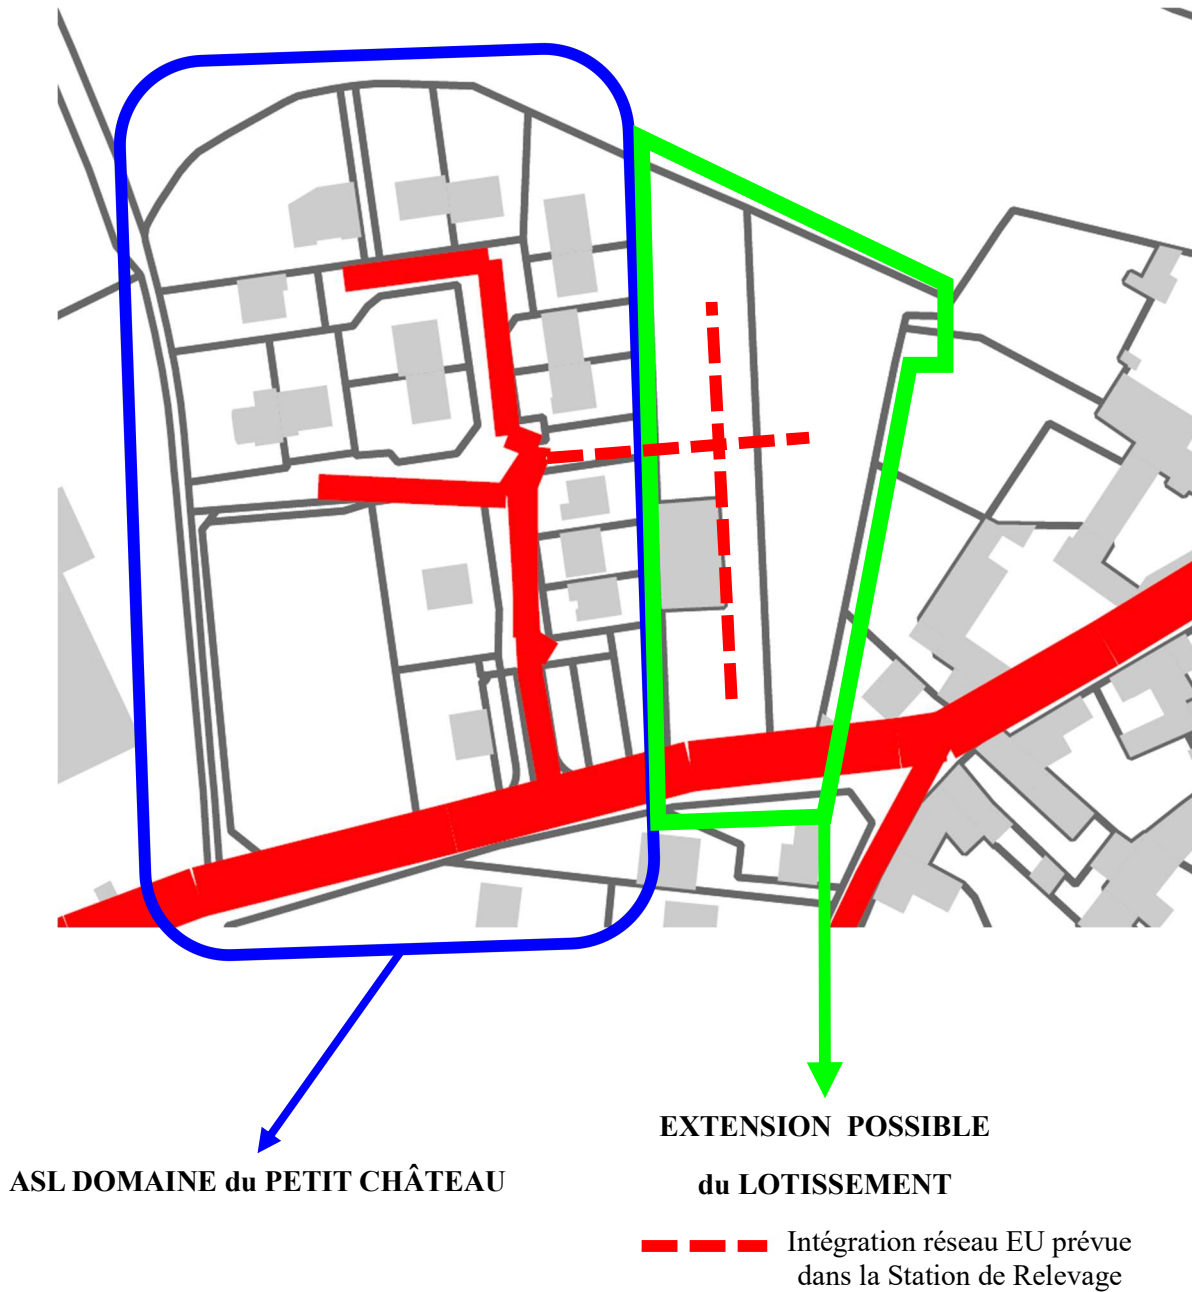 EXTENSION POSSIBLE
ASL DOMAINE du PETIT CHÂTEAU
du LOTISSEMENT
Intégration réseau EU prévue
dans la Station de Relevage